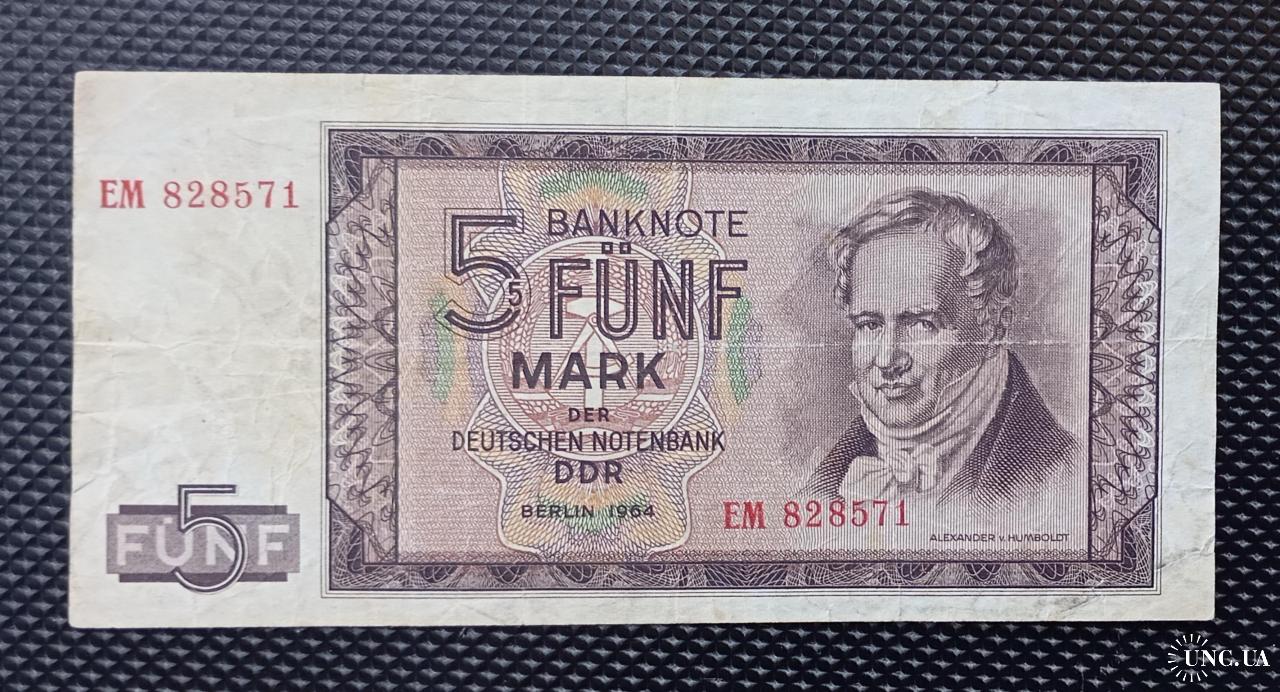 EM 828571
5 BANKNOTE
5 FÜNF
MARK
DER
DEUTSCHEN NOTENBANK
DDR
BERLIN 1964
EM 828571
ALEXANDER v. HUMBOLDT
FÜNF
5
UNC.UA